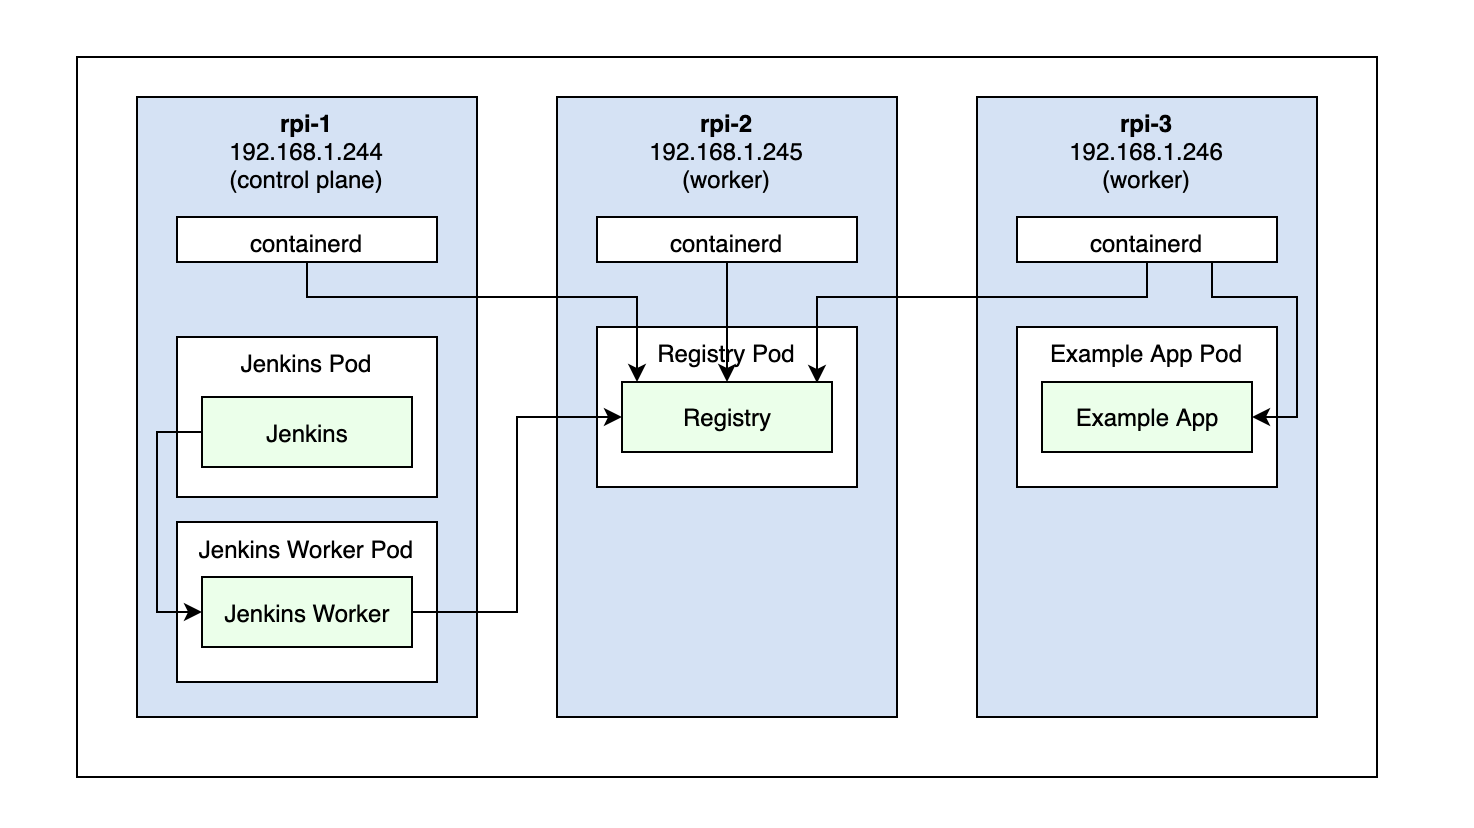 rpi-1
192.168.1.244
(control plane)
containerd
Jenkins Pod
Jenkins
Jenkins Worker Pod
Jenkins Worker
rpi-2
192.168.1.245
(worker)
containerd
Registry Pod
Registry
rpi-3
192.168.1.246
(worker)
containerd
Example App Pod
Example App